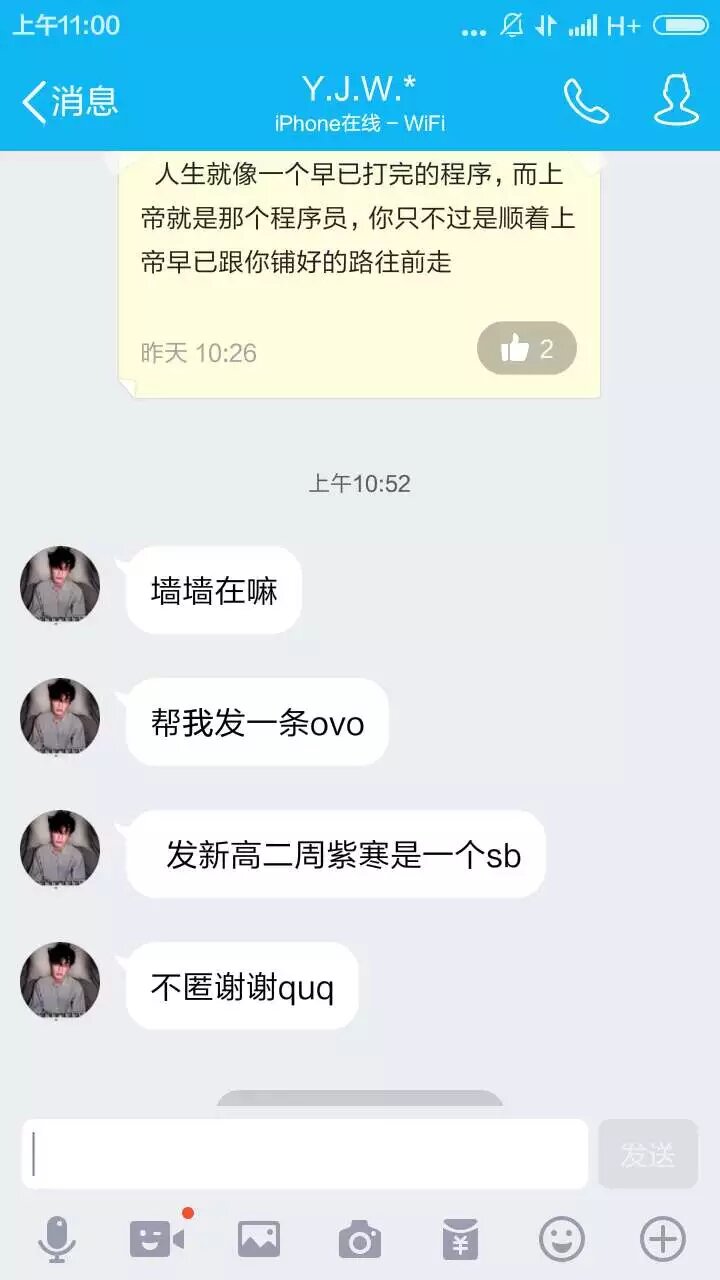 上午11:00
H+
消息
Y.J.W.*
iPhone在线 – WiFi
人生就像一个早已打完的程序，而上
帝就是那个程序员，你只不过是顺着上
帝早已跟你铺好的路往前走
昨天 10:26
2
上午10:52
墙墙在嘛
帮我发一条ovo
发新高二周紫寒是一个sb
不匿谢谢quq
发送